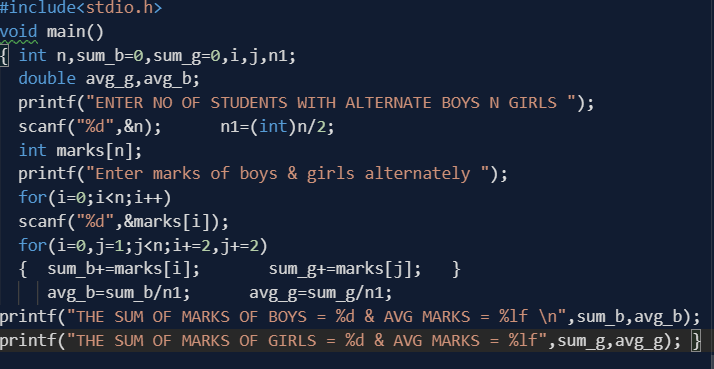 #include<stdio.h>
void main()
{ int n,sum_b=0,sum_g=0,i,j,n1;
double avg_g,avg_b;
printf("ENTER NO OF STUDENTS WITH ALTERNATE BOYS N GIRLS ");
scanf("%d",&n);      n1=(int)n/2;
int marks[n];
printf("Enter marks of boys & girls alternately ");
for(i=0;i<n;i++)
scanf("%d",&marks[i]);
for(i=0,j=1;j<n;i+=2,j+=2)
{  sum_b+=marks[i];       sum_g+=marks[j];   }
avg_b=sum_b/n1;      avg_g=sum_g/n1;
printf("THE SUM OF MARKS OF BOYS = %d & AVG MARKS = %lf \n",sum_b,avg_b);
printf("THE SUM OF MARKS OF GIRLS = %d & AVG MARKS = %lf",sum_g,avg_g); }